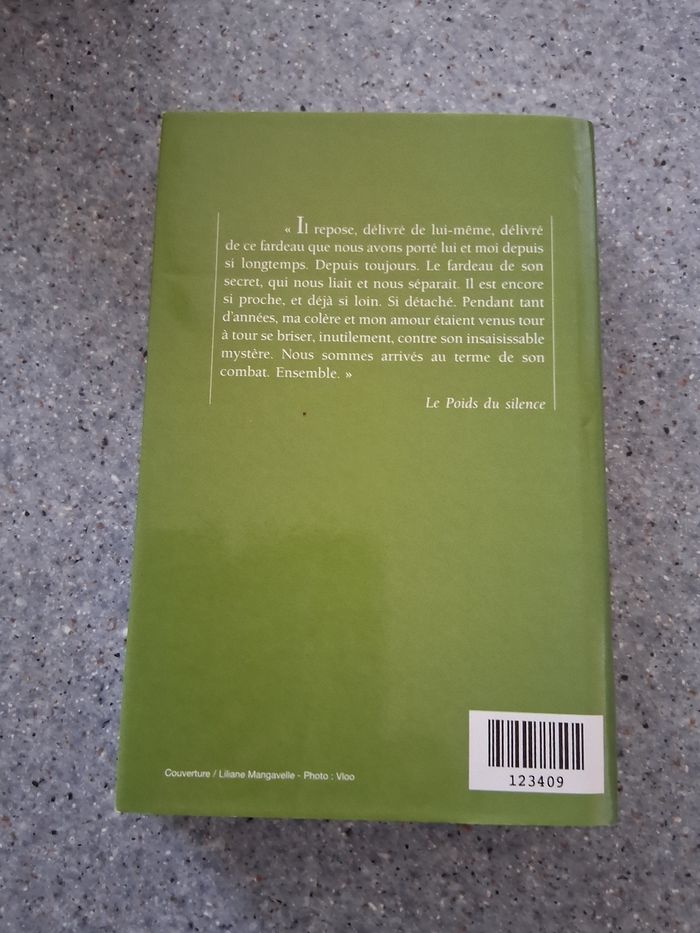 « Il repose, délivré de lui-même, délivré
de ce fardeau que nous avons porté lui et moi depuis
si longtemps. Depuis toujours. Le fardeau de son
secret, qui nous liait et nous séparait. Il est encore
si proche, et déjà si loin. Si détaché. Pendant tant
d'années, ma colère et mon amour étaient venus tour
à tour se briser, inutilement, contre son insaisissable
mystère. Nous sommes arrivés au terme de son
combat. Ensemble. »
Le Poids du silence
Couverture / Liliane Mangavelle - Photo : Vloo
123409